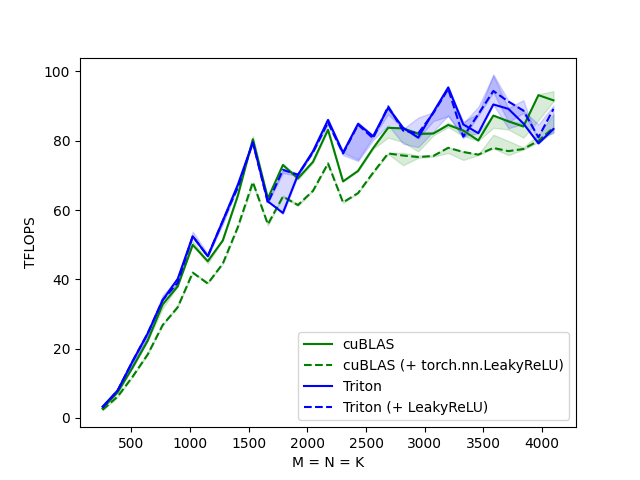 100
80
60
40
20
0
TFLOPS
500 1000 1500 2000 2500 3000 3500 4000
M = N = K
cuBLAS
cuBLAS (+ torch.nn.LeakyReLU)
Triton
Triton (+ LeakyReLU)